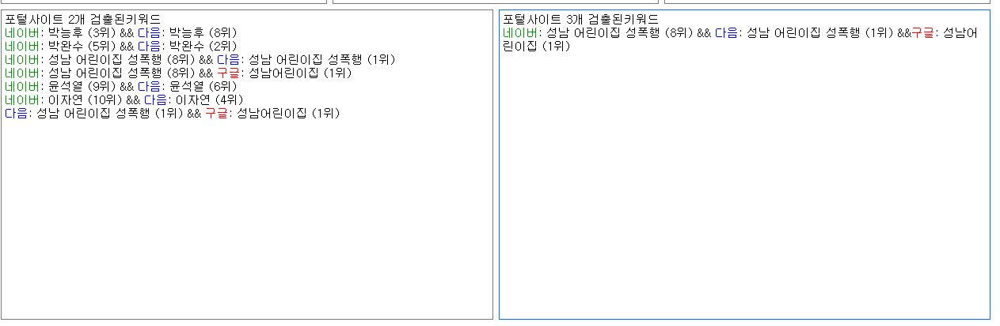 포털사이트 2개 검출된키워드
네이버: 박능후 (3위) && 다음: 박능후 (8위)
네이버: 박완수 (5위) && 다음: 박완수 (2위)
네이버: 성남 어린이집 성폭행 (8위) && 다음: 성남 어린이집 성폭행 (1위)
네이버: 성남 어린이집 성폭행 (8위) && 구글: 성남어린이집 (1위)
네이버: 윤석열 (9위) && 다음: 윤석열 (6위)
네이버: 이자연 (10위) && 다음: 이자연 (4위)
다음: 성남 어린이집 성폭행 (1위) && 구글: 성남어린이집 (1위)
포털사이트 3개 검출된키워드
네이버: 성남 어린이집 성폭행 (8위) && 다음: 성남 어린이집 성폭행 (1위) &&구글: 성남어
린이집 (1위)